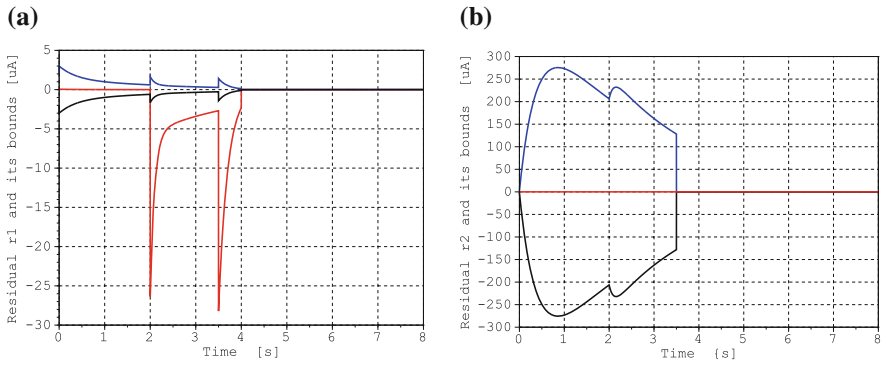 (a)
Residual r1 and its bounds [uA]
5
0
-5
-10
-15
-20
-25
-30
0 1 2 3 4 5 6 7 8
Time [s]
(b)
Residual r2 and its bounds [uA]
300
250
200
150
100
50
0
-50
-100
-150
-200
-250
-300
0 1 2 3 4 5 6 7 8
Time {s]